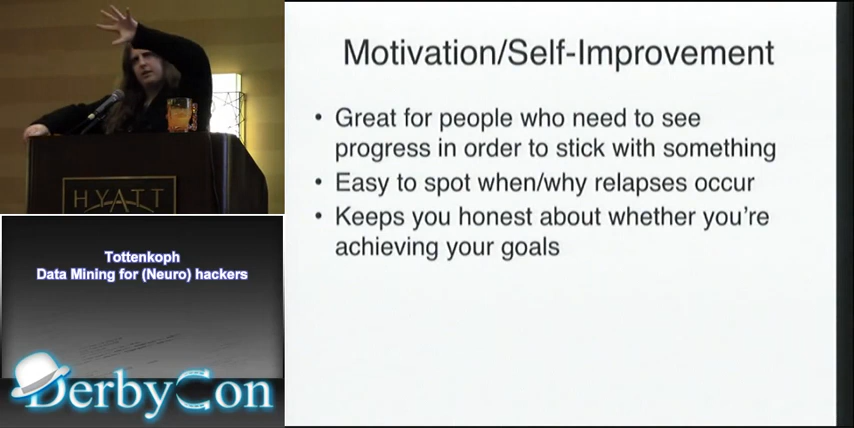 HYATT
Tottenkoph
Data Mining for (Neuro) hackers
DerbyCon
Motivation/Self-Improvement
• Great for people who need to see
progress in order to stick with something
• Easy to spot when/why relapses occur
• Keeps you honest about whether you're
achieving your goals